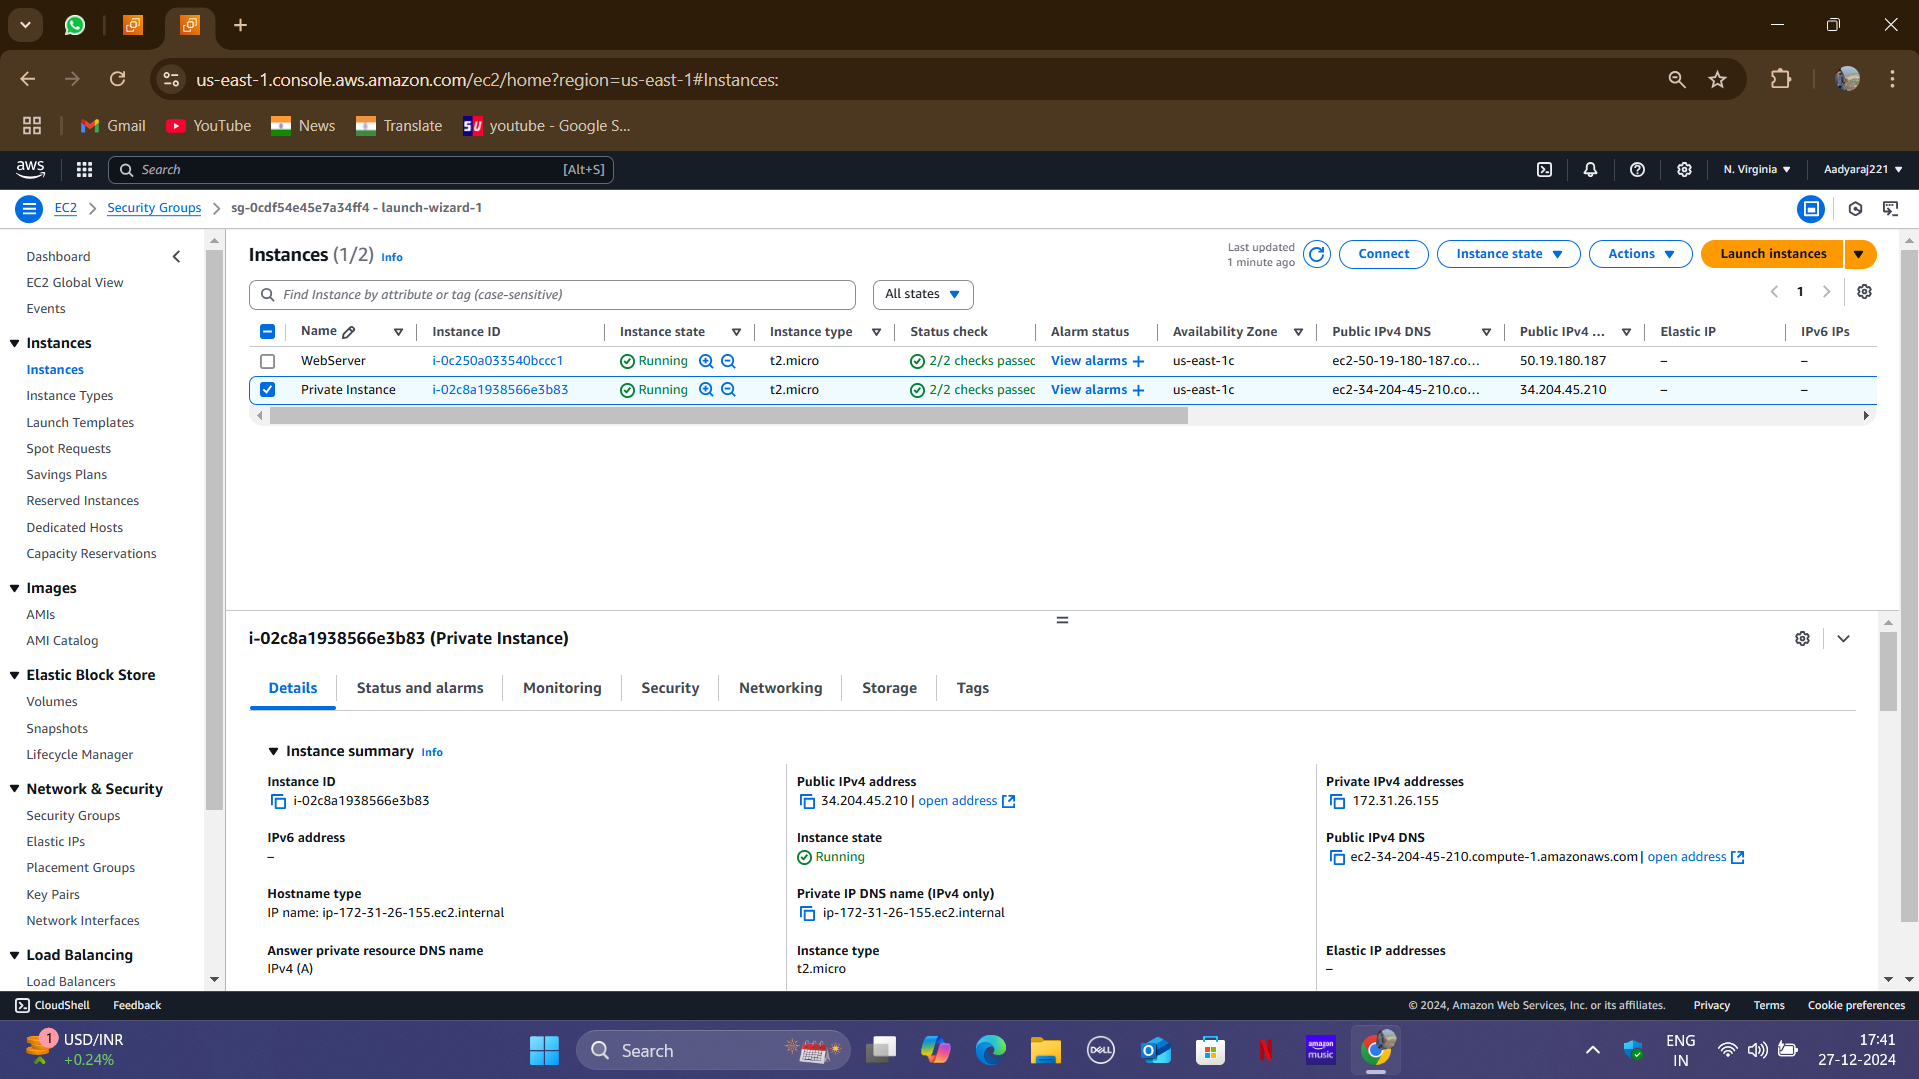 us-east-1.console.aws.amazon.com/ec2/home?region=us-east-1#Instances:
Gmail
YouTube
News
Translate
SU
youtube - Google S...
aws
Search
[Alt+S]
N. Virginia
Aadyaraj221
EC2
Security Groups
sg-0cdf54e45e7a34ff4 - launch-wizard-1
Dashboard
EC2 Global View
Events
Instances
Instances
Instance Types
Launch Templates
Spot Requests
Savings Plans
Reserved Instances
Dedicated Hosts
Capacity Reservations
Images
AMIs
AMI Catalog
Elastic Block Store
Volumes
Snapshots
Lifecycle Manager
Network & Security
Security Groups
Elastic IPs
Placement Groups
Key Pairs
Network Interfaces
Load Balancing
Load Balancers
Instances (1/2) Info
Last updated
1 minute ago
Connect
Instance state
Actions
Launch instances
Find Instance by attribute or tag (case-sensitive)
All states
1
Name Instance ID Instance state Instance type Status check Alarm status Availability Zone Public IPv4 DNS Public IPv4 ... Elastic IP IPv6 IPs
WebServer i-0c250a033540bccc1 Running t2.micro 2/2 checks passec View alarms + us-east-1c ec2-50-19-180-187.co... 50.19.180.187 – –
Private Instance i-02c8a1938566e3b83 Running t2.micro 2/2 checks passec View alarms + us-east-1c ec2-34-204-45-210.co... 34.204.45.210 – –
i-02c8a1938566e3b83 (Private Instance)
Details
Status and alarms
Monitoring
Security
Networking
Storage
Tags
Instance summary Info
Instance ID
i-02c8a1938566e3b83
Public IPv4 address
34.204.45.210 | open address
Private IPv4 addresses
172.31.26.155
IPv6 address
–
Instance state
Running
Public IPv4 DNS
ec2-34-204-45-210.compute-1.amazonaws.com | open address
Hostname type
IP name: ip-172-31-26-155.ec2.internal
Private IP DNS name (IPv4 only)
ip-172-31-26-155.ec2.internal
Answer private resource DNS name
IPv4 (A)
Instance type
t2.micro
Elastic IP addresses
–
CloudShell
Feedback
© 2024, Amazon Web Services, Inc. or its affiliates.
Privacy
Terms
Cookie preferences
1
USD/INR
+0.24%
Search
DELL
amazon
music
ENG
IN
17:41
27-12-2024